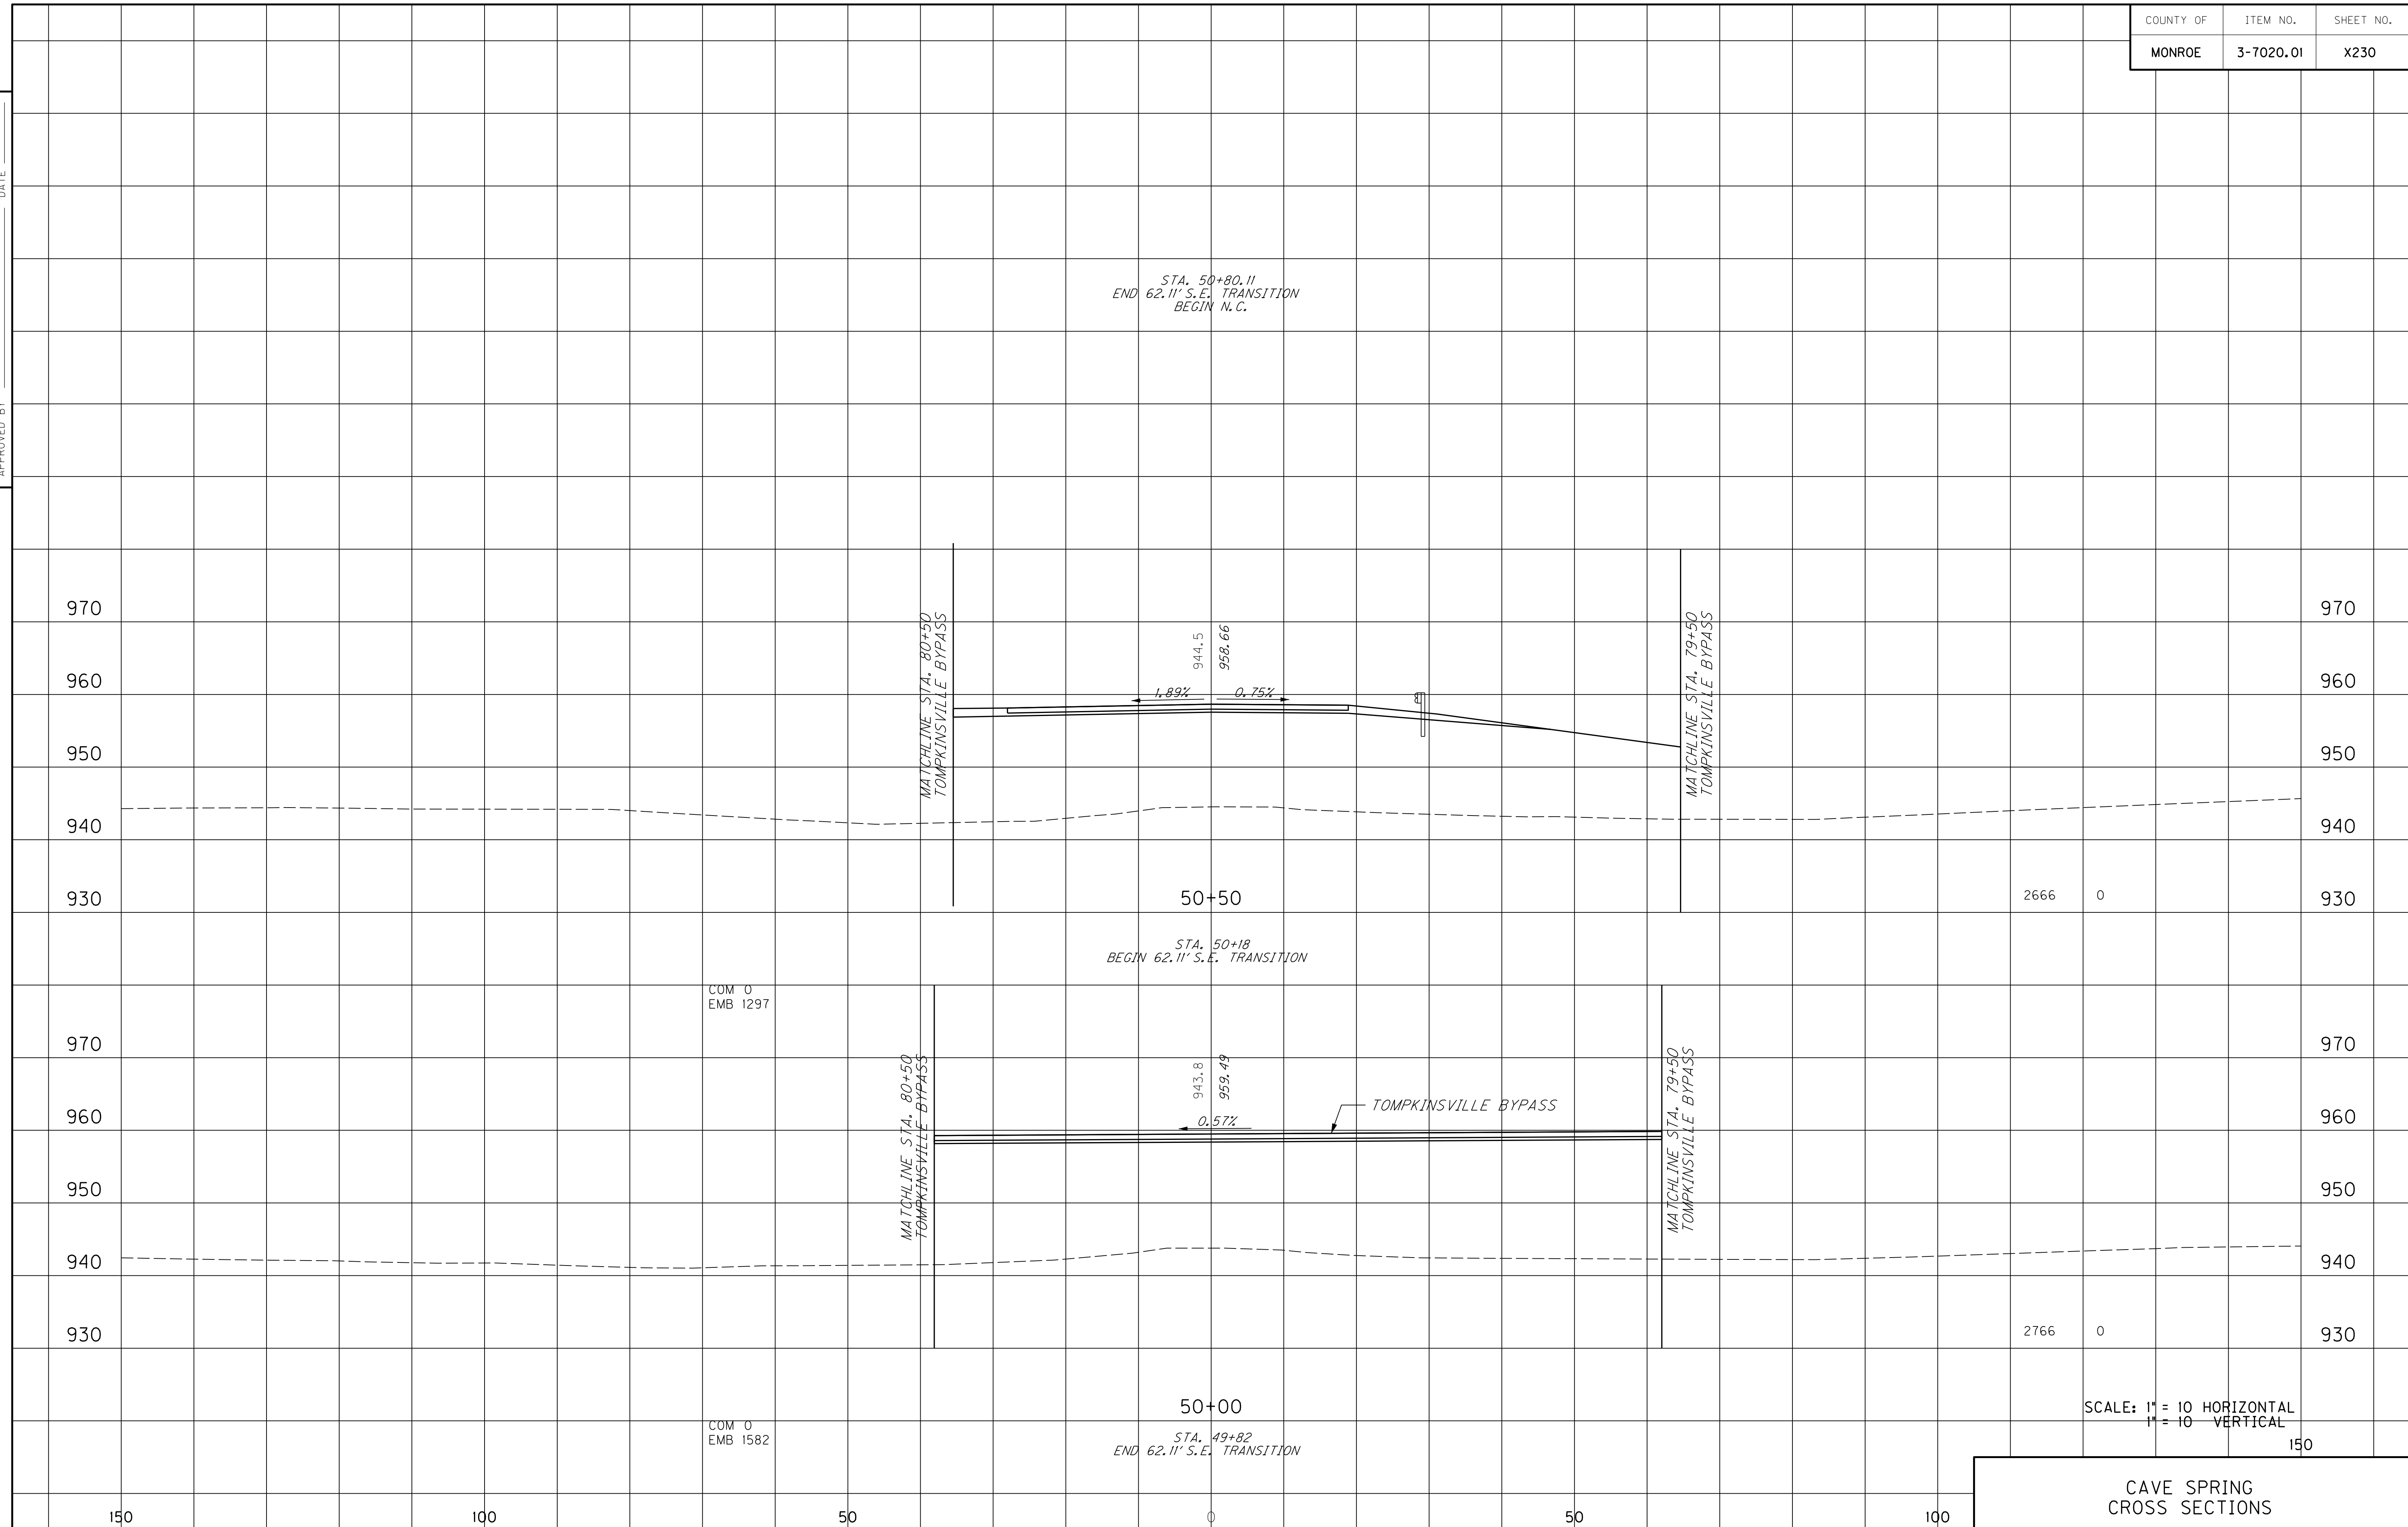 COUNTY OF ITEM NO. SHEET NO.
MONROE 3-7020.01 X230
DATE
APPROVED BY
STA. 50+80.11
END 62.11' S.E. TRANSITION
BEGIN N.C.
970 970
960 960
950 950
940 940
930 930
MATCHLINE STA. 80+50
TOMPKINSVILLE BYPASS
944.5
958.66
1.89% 0.75%
MATCHLINE STA. 79+50
TOMPKINSVILLE BYPASS
50+50
2666 0
STA. 50+18
BEGIN 62.11' S.E. TRANSITION
COM 0
EMB 1297
970 970
960 960
950 950
940 940
930 930
MATCHLINE STA. 80+50
TOMPKINSVILLE BYPASS
943.8
959.49
0.57%
TOMPKINSVILLE BYPASS
MATCHLINE STA. 79+50
TOMPKINSVILLE BYPASS
2766 0
50+00
COM 0
EMB 1582
STA. 49+82
END 62.11' S.E. TRANSITION
SCALE: 1" = 10 HORIZONTAL
1" = 10 VERTICAL
150
CAVE SPRING
CROSS SECTIONS
150 100 50 0 50 100